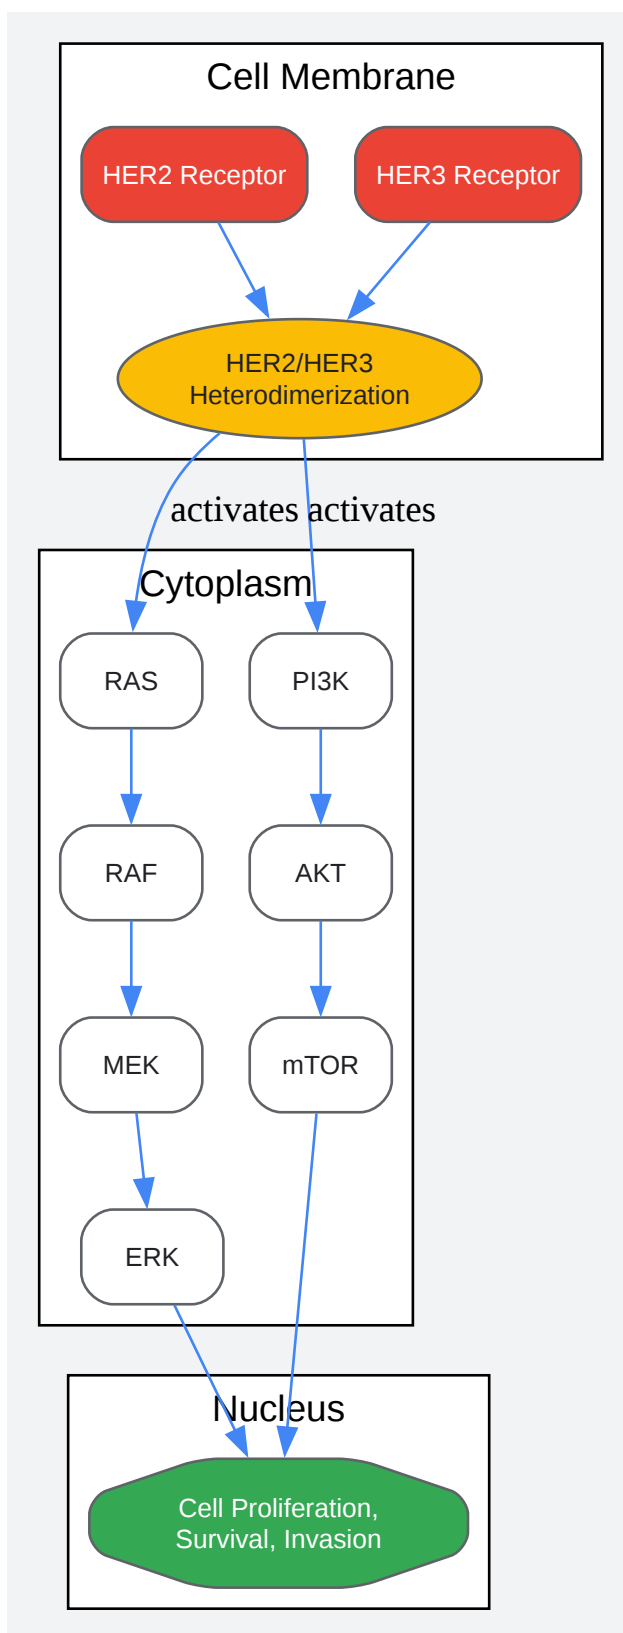 Cell Membrane
HER2 Receptor
HER3 Receptor
HER2/HER3
Heterodimerization
activates
activates
Cytoplasm
RAS
PI3K
RAF
AKT
MEK
mTOR
ERK
Nucleus
Cell Proliferation,
Survival, Invasion